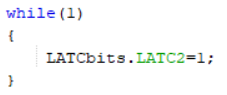 while(1)
{
LATCbits.LATC2=1;
}